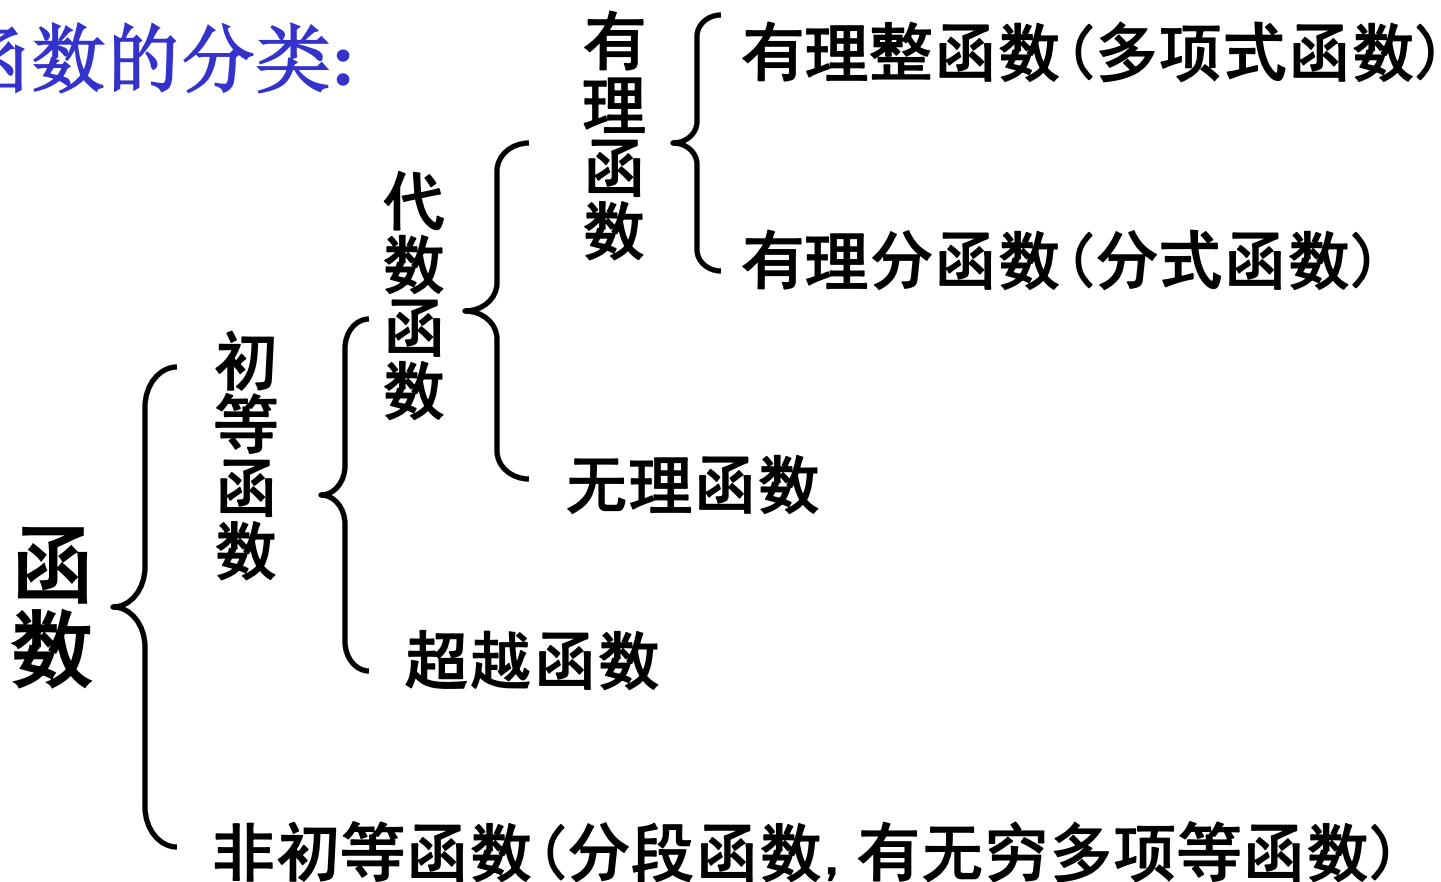 函数的分类:
有理函数
有理整函数(多项式函数)
有理分函数(分式函数)
代数函数
无理函数
初等函数
超越函数
函数
非初等函数(分段函数,有无穷多项等函数)